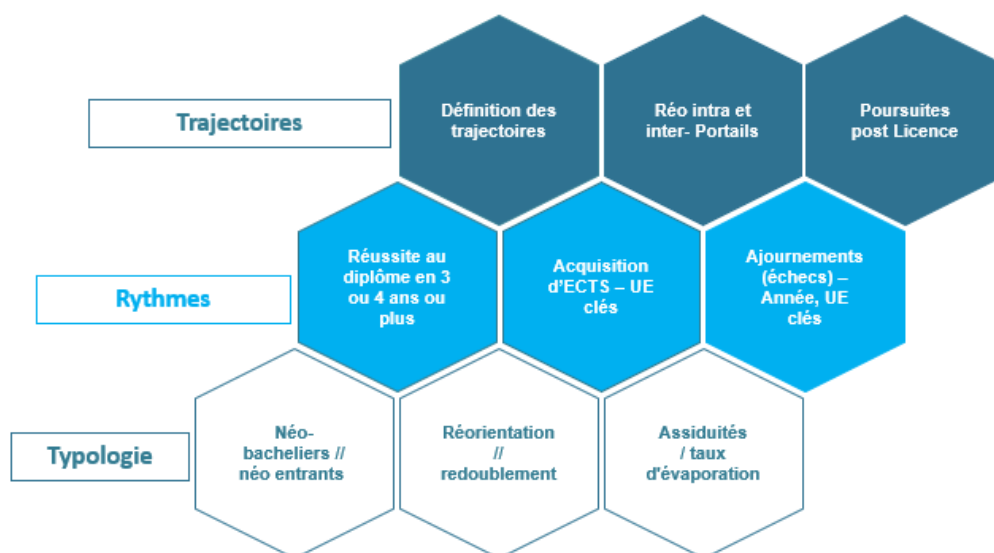 Trajectoires
Définition des
trajectoires
Réo intra et
inter- Portails
Poursuites
post Licence
Rythmes
Réussite au
diplôme en 3
ou 4 ans ou
plus
Acquisition
d'ECTS – UE
clés
Ajournements
(échecs) –
Année, UE
clés
Typologie
Néo-
bacheliers //
néo entrants
Réorientation
//
redoublement
Assiduités
/ taux
d'évaporation